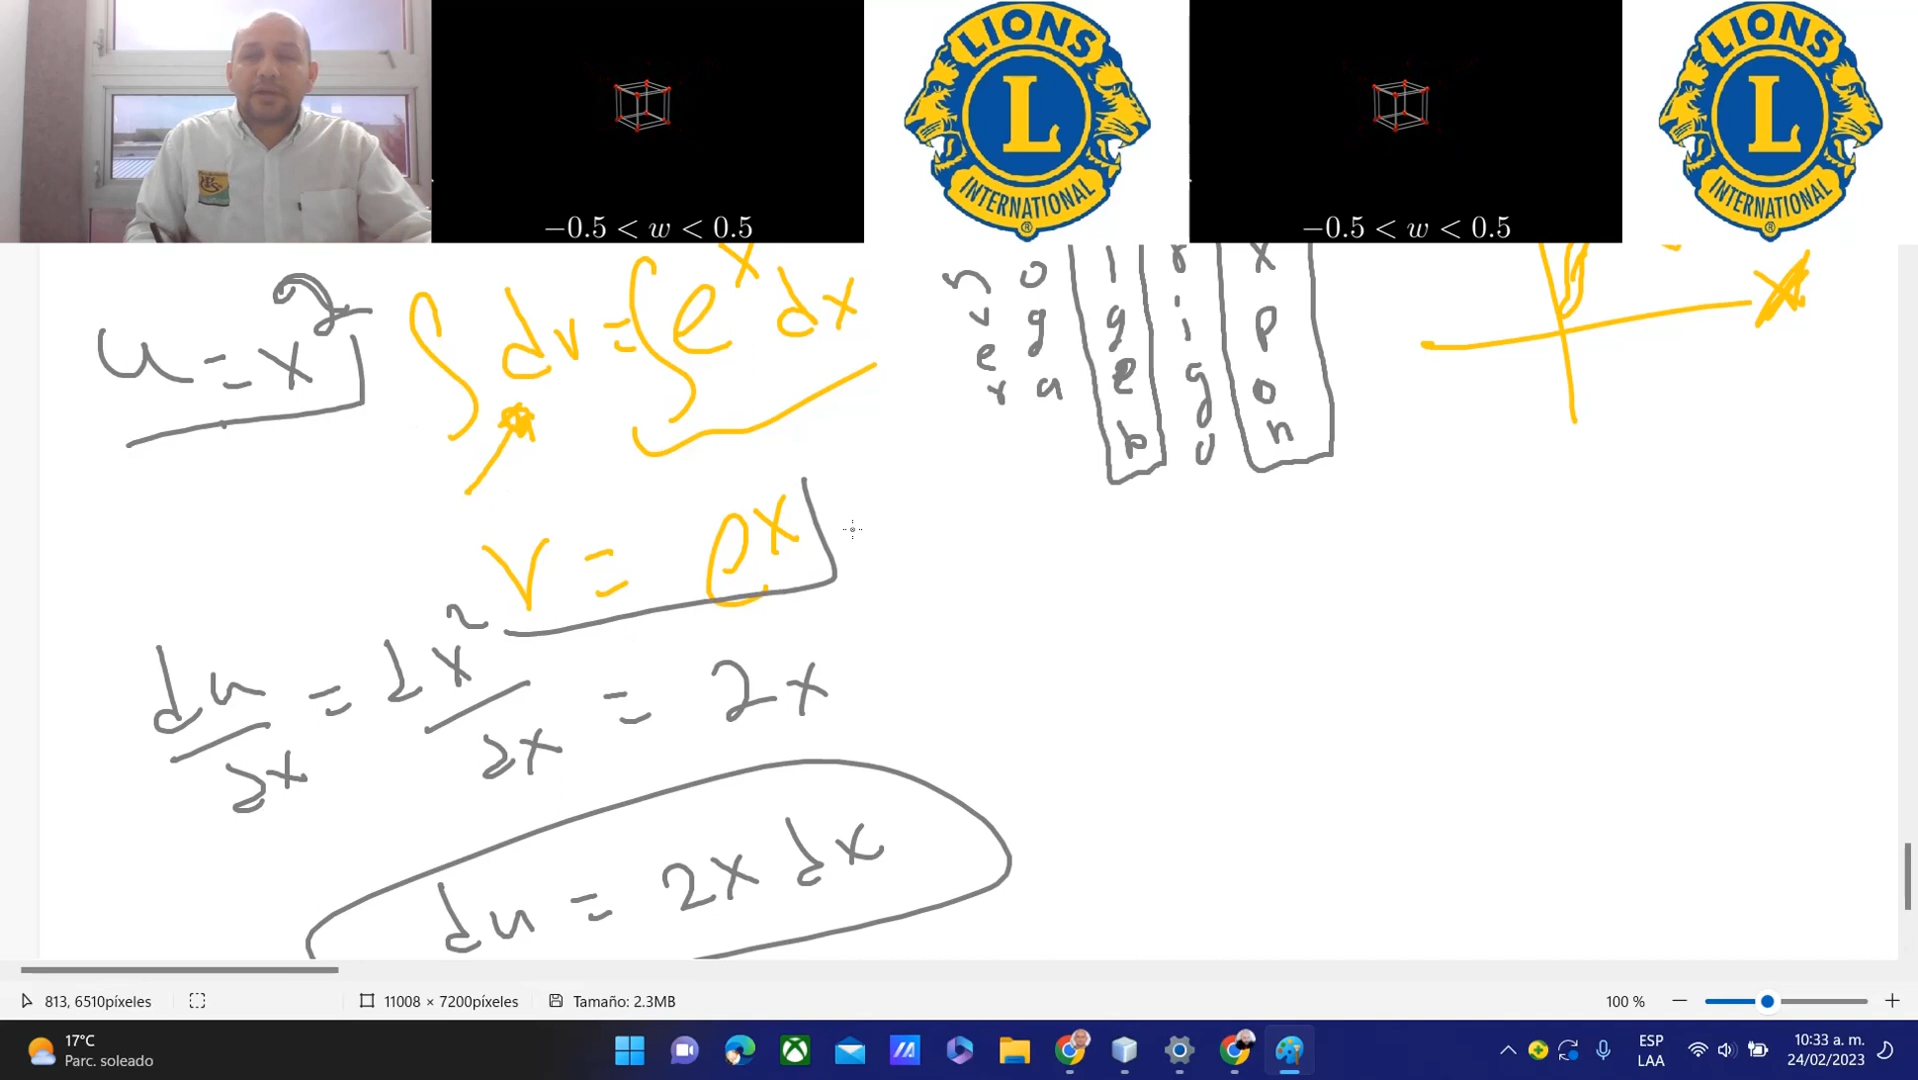 −0.5 < w < 0.5
LIONS
L
INTERNATIONAL
®
−0.5 < w < 0.5
LIONS
L
INTERNATIONAL
®
u = x²
∫ dv = ∫ e^x dx
v = e^x
du/dx = dx²/dx = 2x
du = 2x dx
n v e r
o g a
l g e b
r i g o
x p o n
x
813, 6510píxeles
11008 × 7200píxeles
Tamaño: 2.3MB
100 %
17°C
Parc. soleado
ESP
LAA
10:33 a. m.
24/02/2023